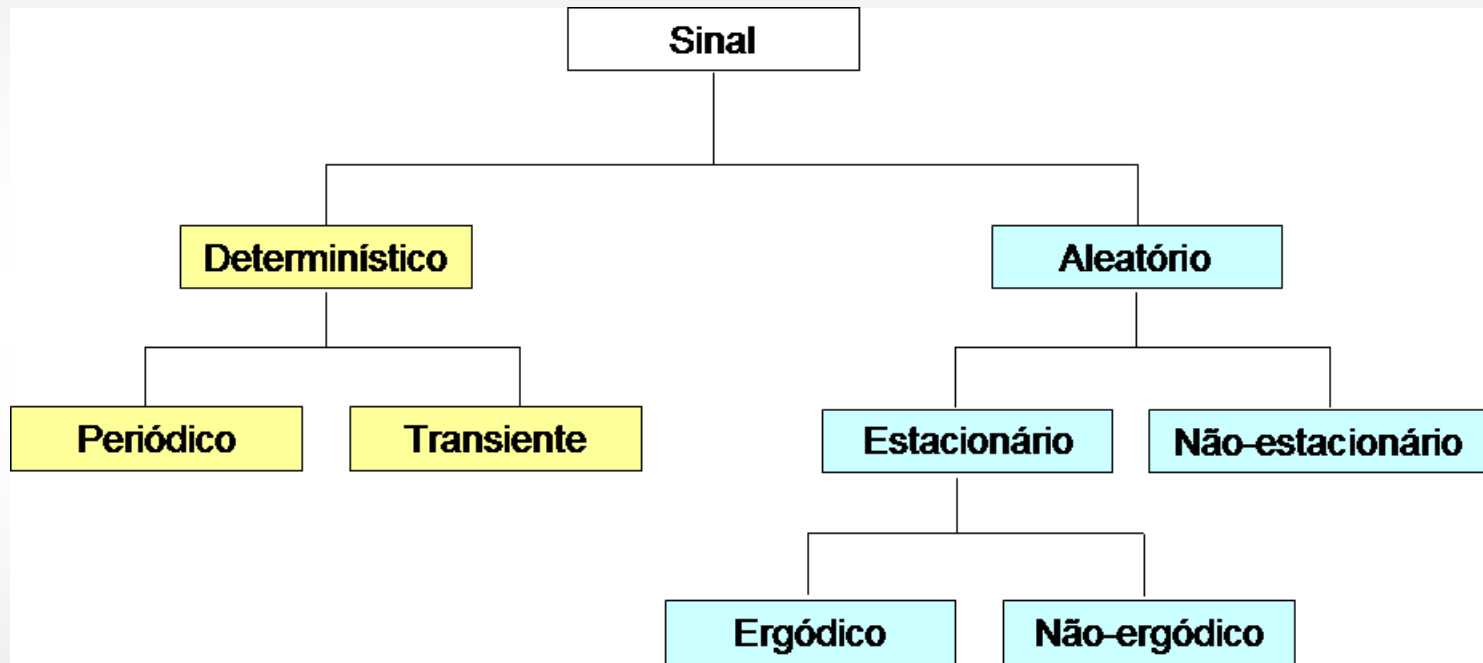 Sinal
Determinístico
Aleatório
Periódico
Transiente
Estacionário
Não-estacionário
Ergódico
Não-ergódico